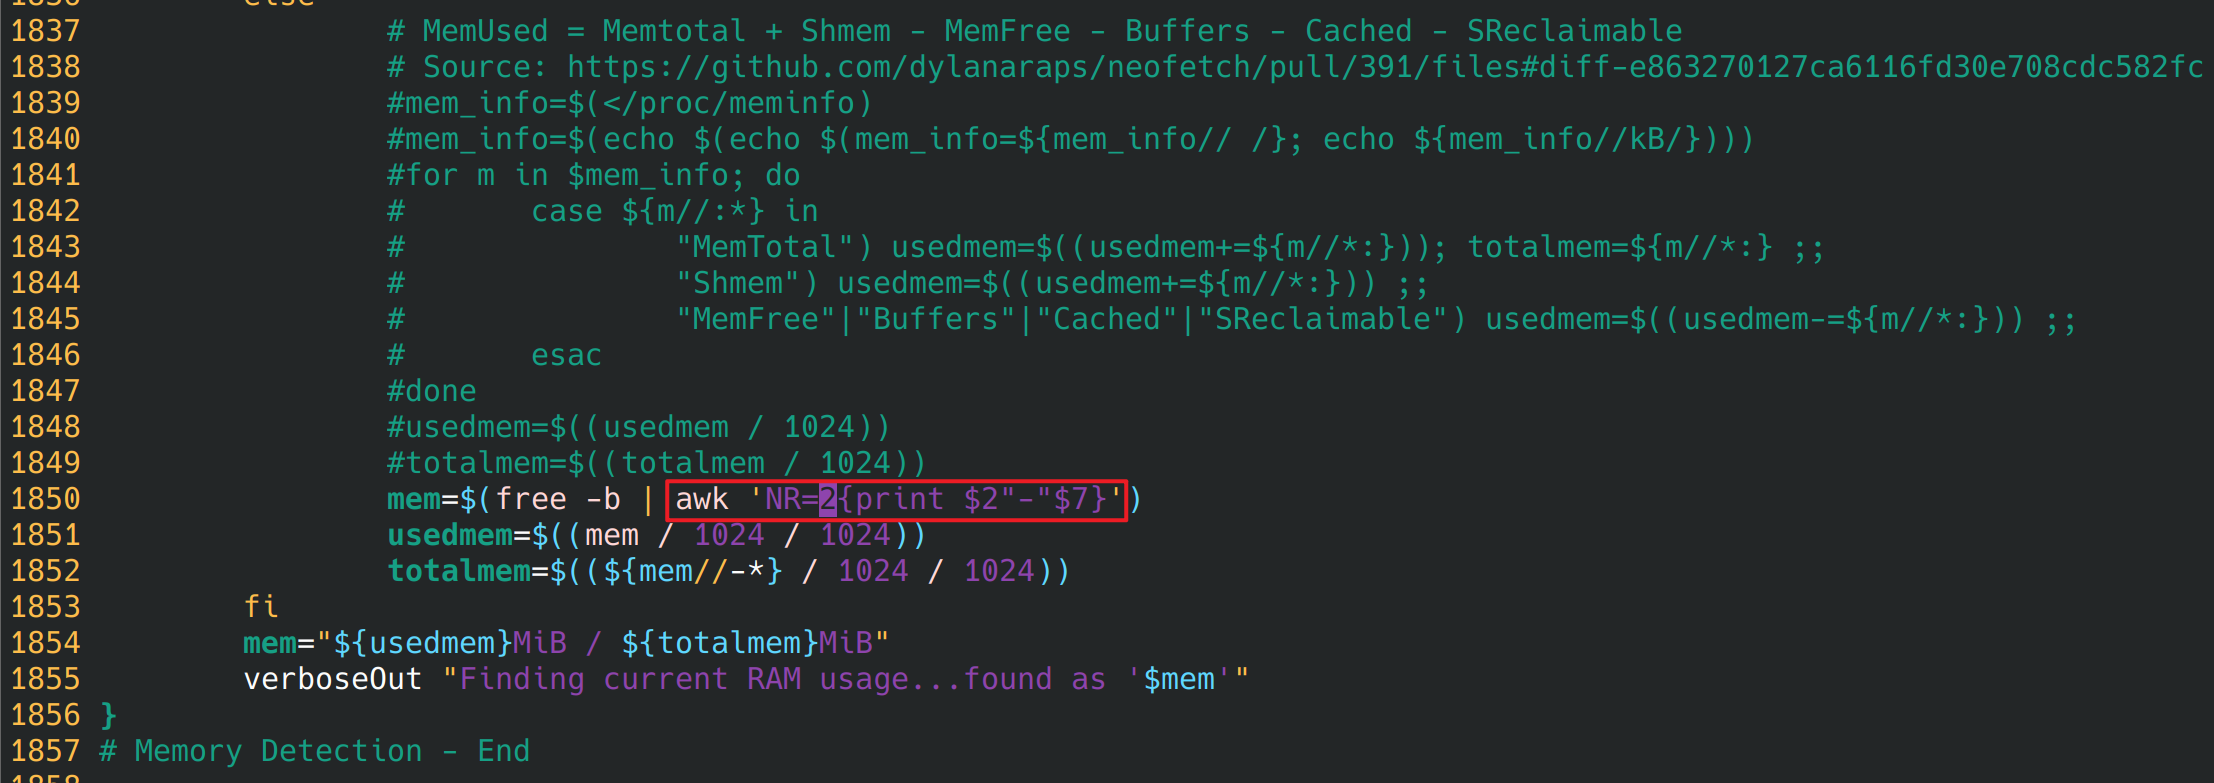 1836 else
1837 # MemUsed = Memtotal + Shmem - MemFree - Buffers - Cached - SReclaimable
1838 # Source: https://github.com/dylanaraps/neofetch/pull/391/files#diff-e863270127ca6116fd30e708cdc582fc
1839 #mem_info=$(</proc/meminfo)
1840 #mem_info=$(echo $(echo $(mem_info=${mem_info// /}; echo ${mem_info//kB/})))
1841 #for m in $mem_info; do
1842 # case ${m//:*} in
1843 # "MemTotal") usedmem=$((usedmem+=${m//*:})); totalmem=${m//*:} ;;
1844 # "Shmem") usedmem=$((usedmem+=${m//*:})) ;;
1845 # "MemFree"|"Buffers"|"Cached"|"SReclaimable") usedmem=$((usedmem-=${m//*:})) ;;
1846 # esac
1847 #done
1848 #usedmem=$((usedmem / 1024))
1849 #totalmem=$((totalmem / 1024))
1850 mem=$(free -b | awk 'NR=2{print $2"-"$7}')
1851 usedmem=$((mem / 1024 / 1024))
1852 totalmem=$((${mem//-*} / 1024 / 1024))
1853 fi
1854 mem="${usedmem}MiB / ${totalmem}MiB"
1855 verboseOut "Finding current RAM usage...found as '$mem'"
1856 }
1857 # Memory Detection - End
1858